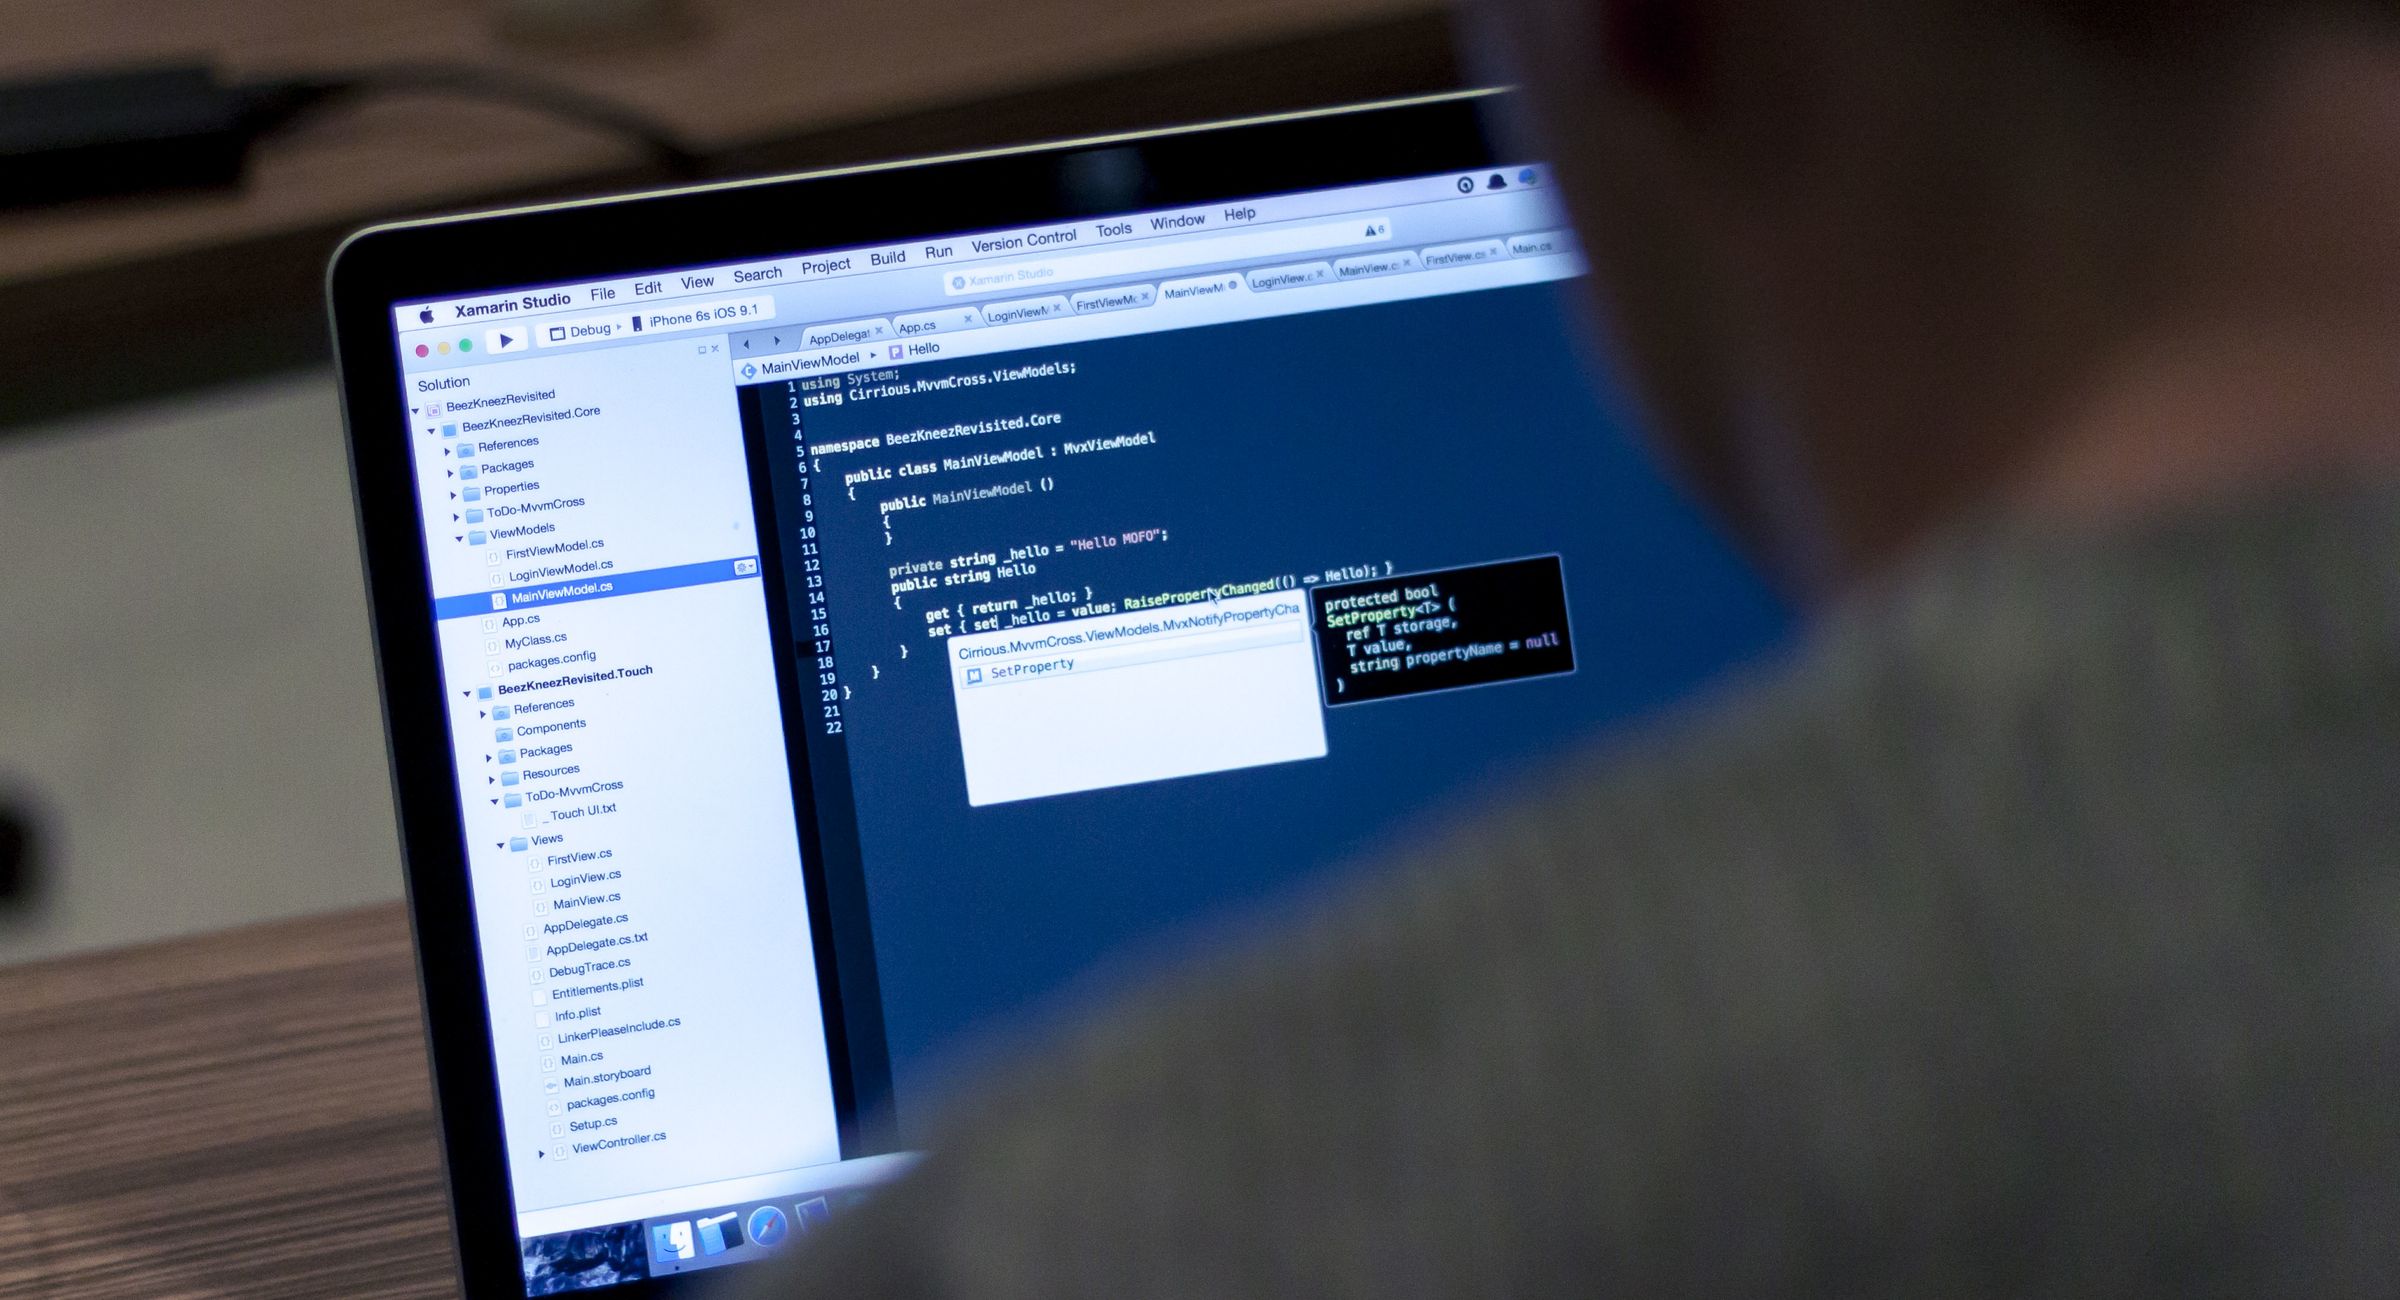 Xamarin Studio File Edit View Search Project Build Run Version Control Tools Window Help
Debug iPhone 6s iOS 9.1
Xamarin Studio
6
AppDelegat App.cs LoginViewM FirstViewMo MainViewM LoginView.c MainView.c FirstView.cs Main.cs
MainViewModel Hello
Solution
BeezKneezRevisited
BeezKneezRevisited.Core
References
Packages
Properties
ToDo-MvvmCross
ViewModels
FirstViewModel.cs
LoginViewModel.cs
MainViewModel.cs
App.cs
MyClass.cs
packages.config
BeezKneezRevisited.Touch
References
Components
Packages
Resources
ToDo-MvvmCross
_ Touch UI.txt
Views
FirstView.cs
LoginView.cs
MainView.cs
AppDelegate.cs
AppDelegate.cs.txt
DebugTrace.cs
Entitlements.plist
Info.plist
LinkerPleaseInclude.cs
Main.cs
Main.storyboard
packages.config
Setup.cs
ViewController.cs
1 using System;
2 using Cirrious.MvvmCross.ViewModels;
3
4
5 namespace BeezKneezRevisited.Core
6 {
7 public class MainViewModel : MvxViewModel
8 {
9 public MainViewModel ()
10 {
11 }
12
13 private string _hello = "Hello MOFO";
14 public string Hello
15 {
16 get { return _hello; }
17 set { set _hello = value; RaisePropertyChanged(() => Hello); }
18 }
19 }
20 }
21
22
Cirrious.MvvmCross.ViewModels.MvxNotifyPropertyCha
SetProperty
protected bool
SetProperty<T> (
ref T storage,
T value,
string propertyName = null
)